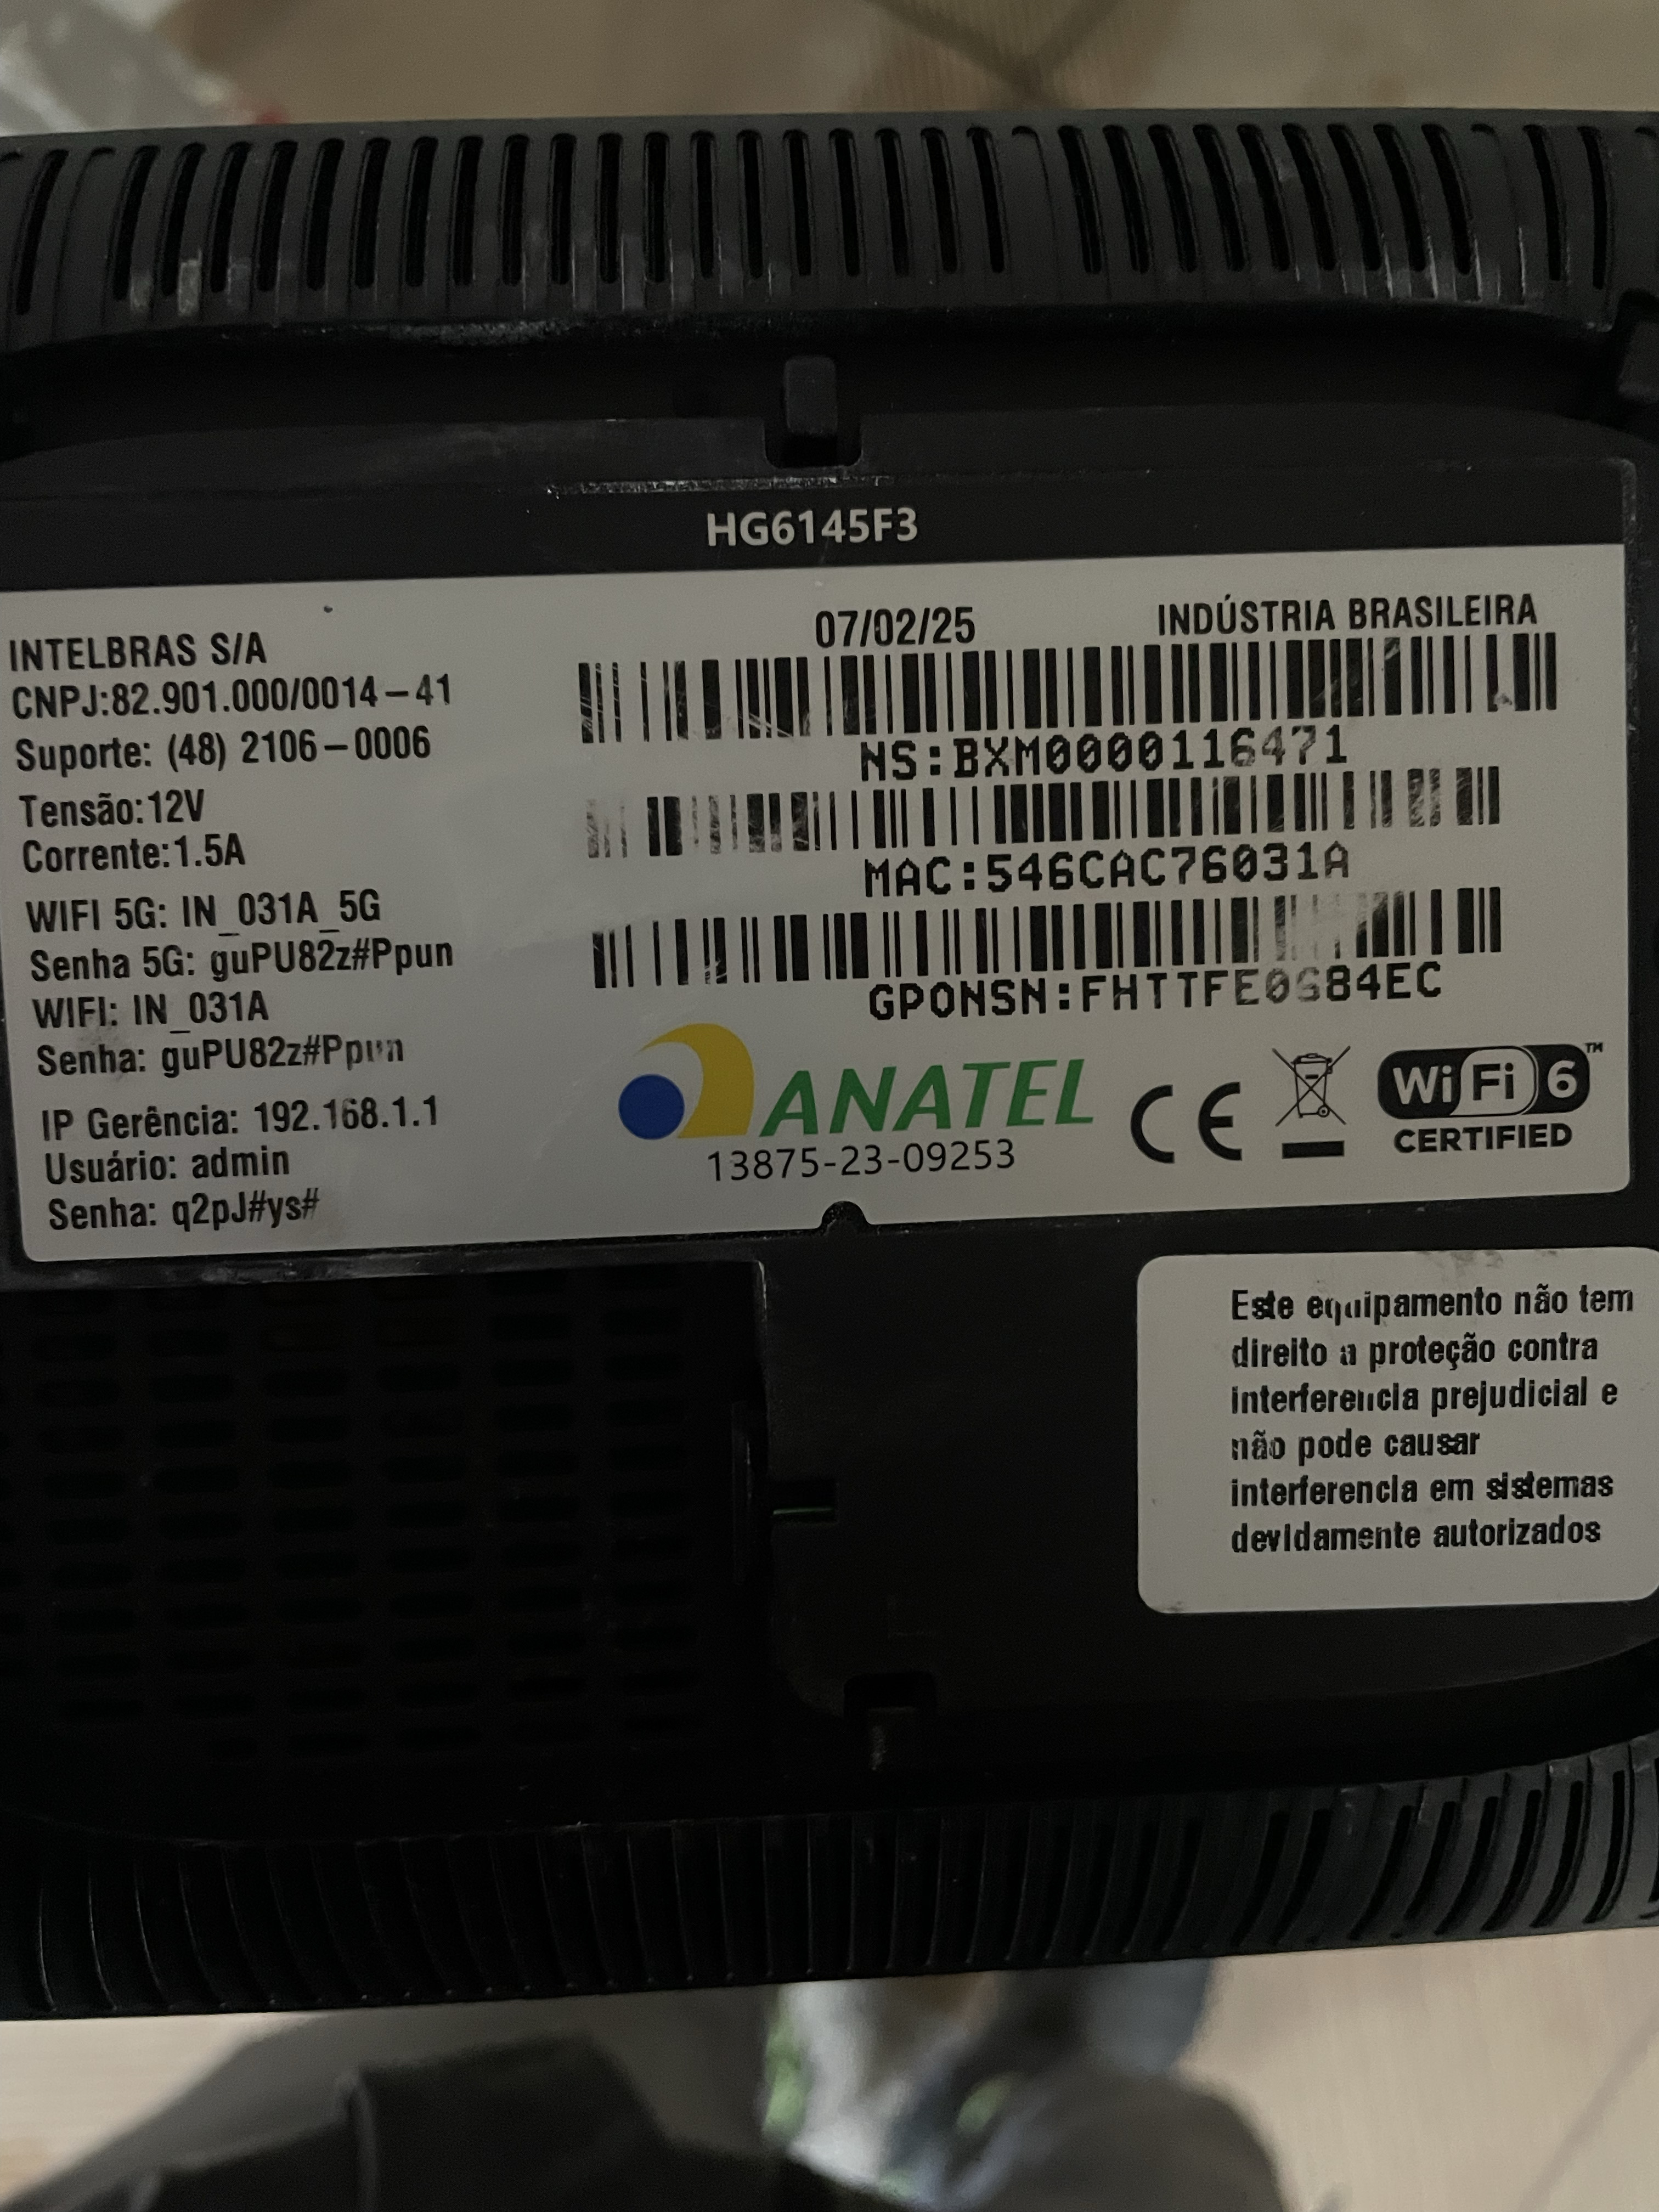 HG6145F3
INTELBRAS S/A
CNPJ:82.901.000/0014-41
Suporte: (48) 2106-0006
Tensão:12V
Corrente:1.5A
WIFI 5G: IN_031A_5G
Senha 5G: guPU82z#Ppun
WIFI: IN_031A
Senha: guPU82z#Ppun
IP Gerência: 192.168.1.1
Usuário: admin
Senha: q2pJ#ys#
07/02/25
INDÚSTRIA BRASILEIRA
NS:BXM0000116471
MAC:546CAC76031A
ANATEL
13875-23-09253
CE
WiFi 6 ™
CERTIFIED
Este equipamento não tem
direito a proteção contra
interferencia prejudicial e
não pode causar
interferencia em sistemas
devidamente autorizados